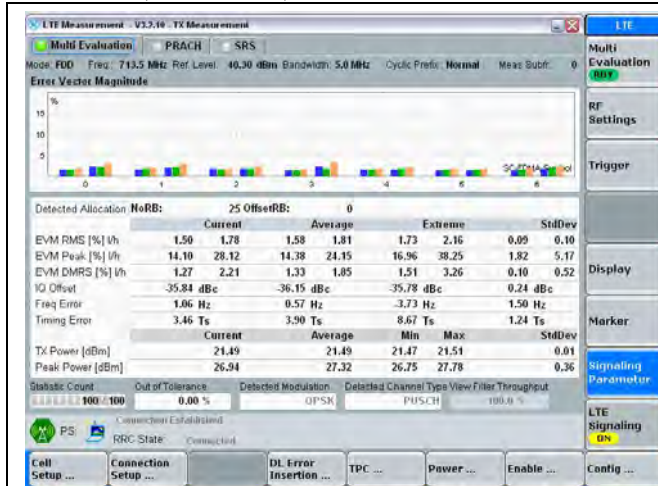 LTE Measurement - V3.2.10 - TX Measurement
LTE
Multi Evaluation PRACH SRS
Multi Evaluation RDY
Mode: FDD Freq.: 713.5 MHz Ref. Level: 40.30 dBm Bandwidth: 5.0 MHz Cyclic Prefix: Normal Meas Subfr.: 0
Error Vector Magnitude
%
15
10
5
SC-FDMA-Symbol
0 1 2 3 4 6 6
RF Settings
Trigger
Detected Allocation NoRB: 25 OffsetRB: 0
Current Average Extreme StdDev
EVM RMS [%] l/h 1.50 1.78 1.58 1.81 1.73 2.16 0.09 0.10
EVM Peak [%] l/h 14.10 28.12 14.38 24.15 16.96 38.25 1.82 5.17
EVM DMRS [%] l/h 1.27 2.21 1.33 1.85 1.51 3.26 0.10 0.52
IQ Offset -35.84 dBc -36.15 dBc -35.78 dBc 0.24 dBc
Freq Error 1.06 Hz 0.57 Hz -3.73 Hz 1.50 Hz
Timing Error 3.46 Ts 3.90 Ts 8.67 Ts 1.24 Ts
Current Average Min Max StdDev
TX Power [dBm] 21.49 21.49 21.47 21.51 0.01
Peak Power [dBm] 26.94 27.32 26.75 27.78 0.36
Display
Marker
Signaling Parameter
Statistic Count Out of Tolerance Detected Modulation Detected Channel Type View Filter Throughput
100 / 100 0.00 % QPSK PUSCH 100.0 %
PS: Connection Established
RRC State: Connected
LTE Signaling ON
Cell Setup ... Connection Setup ... DL Error Insertion ... TPC ... Power ... Enable ... Config ...